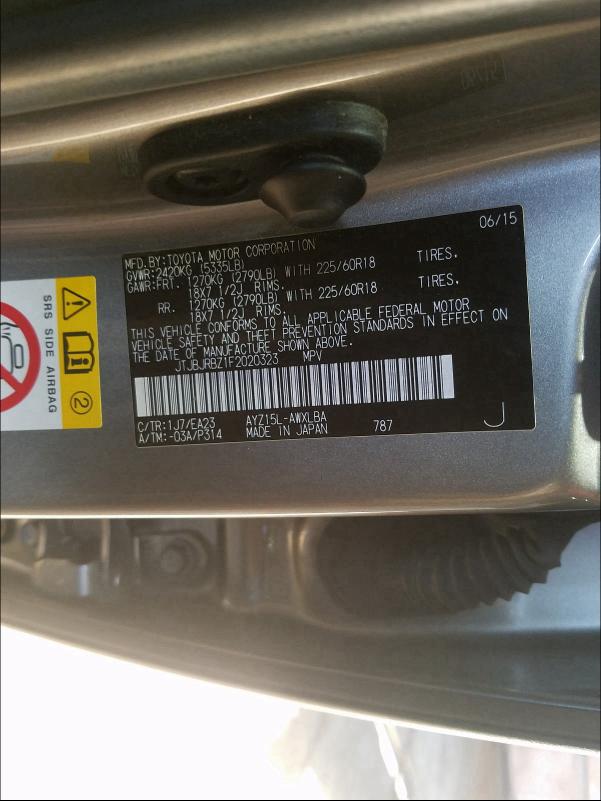 06/15
MFD.BY:TOYOTA MOTOR CORPORATION
GVWR:2420KG (5335LB)
GAWR:FRT. 1270KG (2790LB) WITH 225/60R18 TIRES.
18X7 1/2J RIMS.
RR. 1270KG (2790LB) WITH 225/60R18 TIRES.
18X7 1/2J RIMS.
THIS VEHICLE CONFORMS TO ALL APPLICABLE FEDERAL MOTOR
VEHICLE SAFETY AND THEFT PREVENTION STANDARDS IN EFFECT ON
THE DATE OF MANUFACTURE SHOWN ABOVE.
JTJBJRBZ1F2020323 MPV
C/TR:1J7/EA23 AYZ15L-AWXLBA 787
A/TM:-03A/P314 MADE IN JAPAN J
SRS SIDE AIRBAG
2